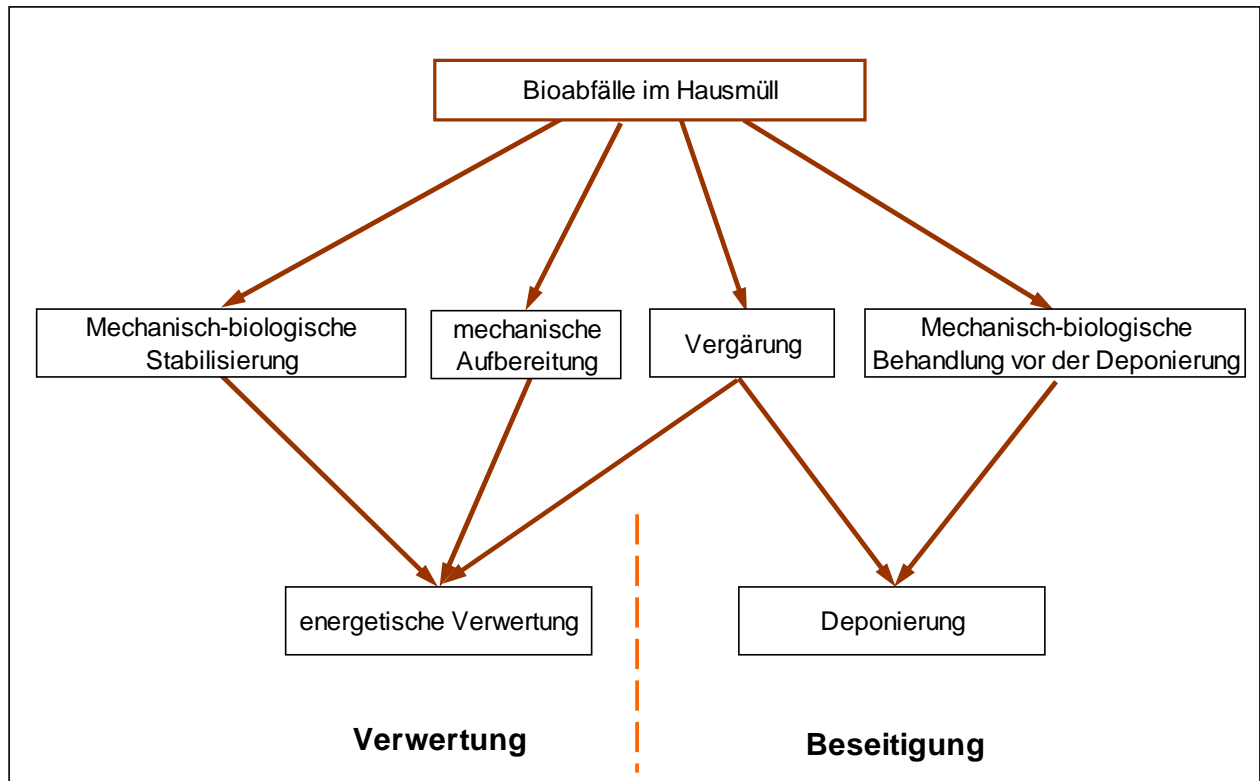 Bioabfälle im Hausmüll
Mechanisch-biologische
Stabilisierung
mechanische
Aufbereitung
Vergärung
Mechanisch-biologische
Behandlung vor der Deponierung
energetische Verwertung
Deponierung
Verwertung
Beseitigung